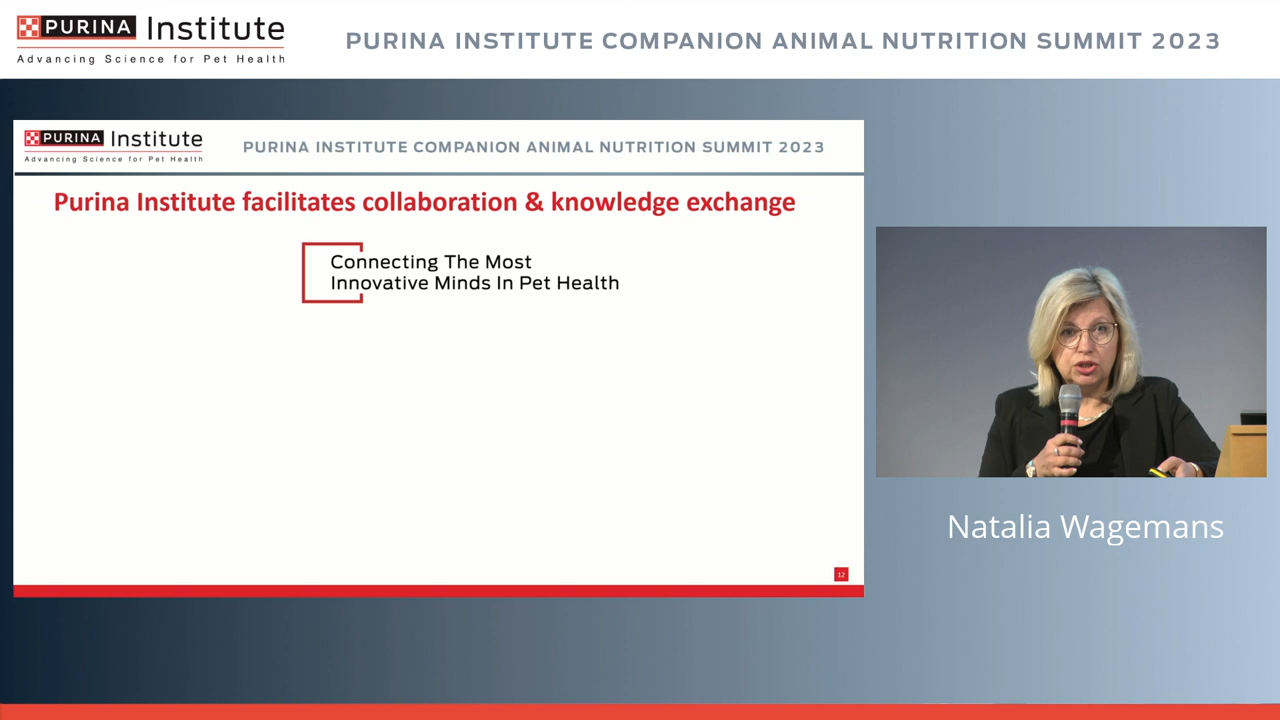 PURINA Institute
Advancing Science for Pet Health
PURINA INSTITUTE COMPANION ANIMAL NUTRITION SUMMIT 2023
PURINA Institute
Advancing Science for Pet Health
PURINA INSTITUTE COMPANION ANIMAL NUTRITION SUMMIT 2023
Purina Institute facilitates collaboration & knowledge exchange
Connecting The Most
Innovative Minds In Pet Health
12
Natalia Wagemans